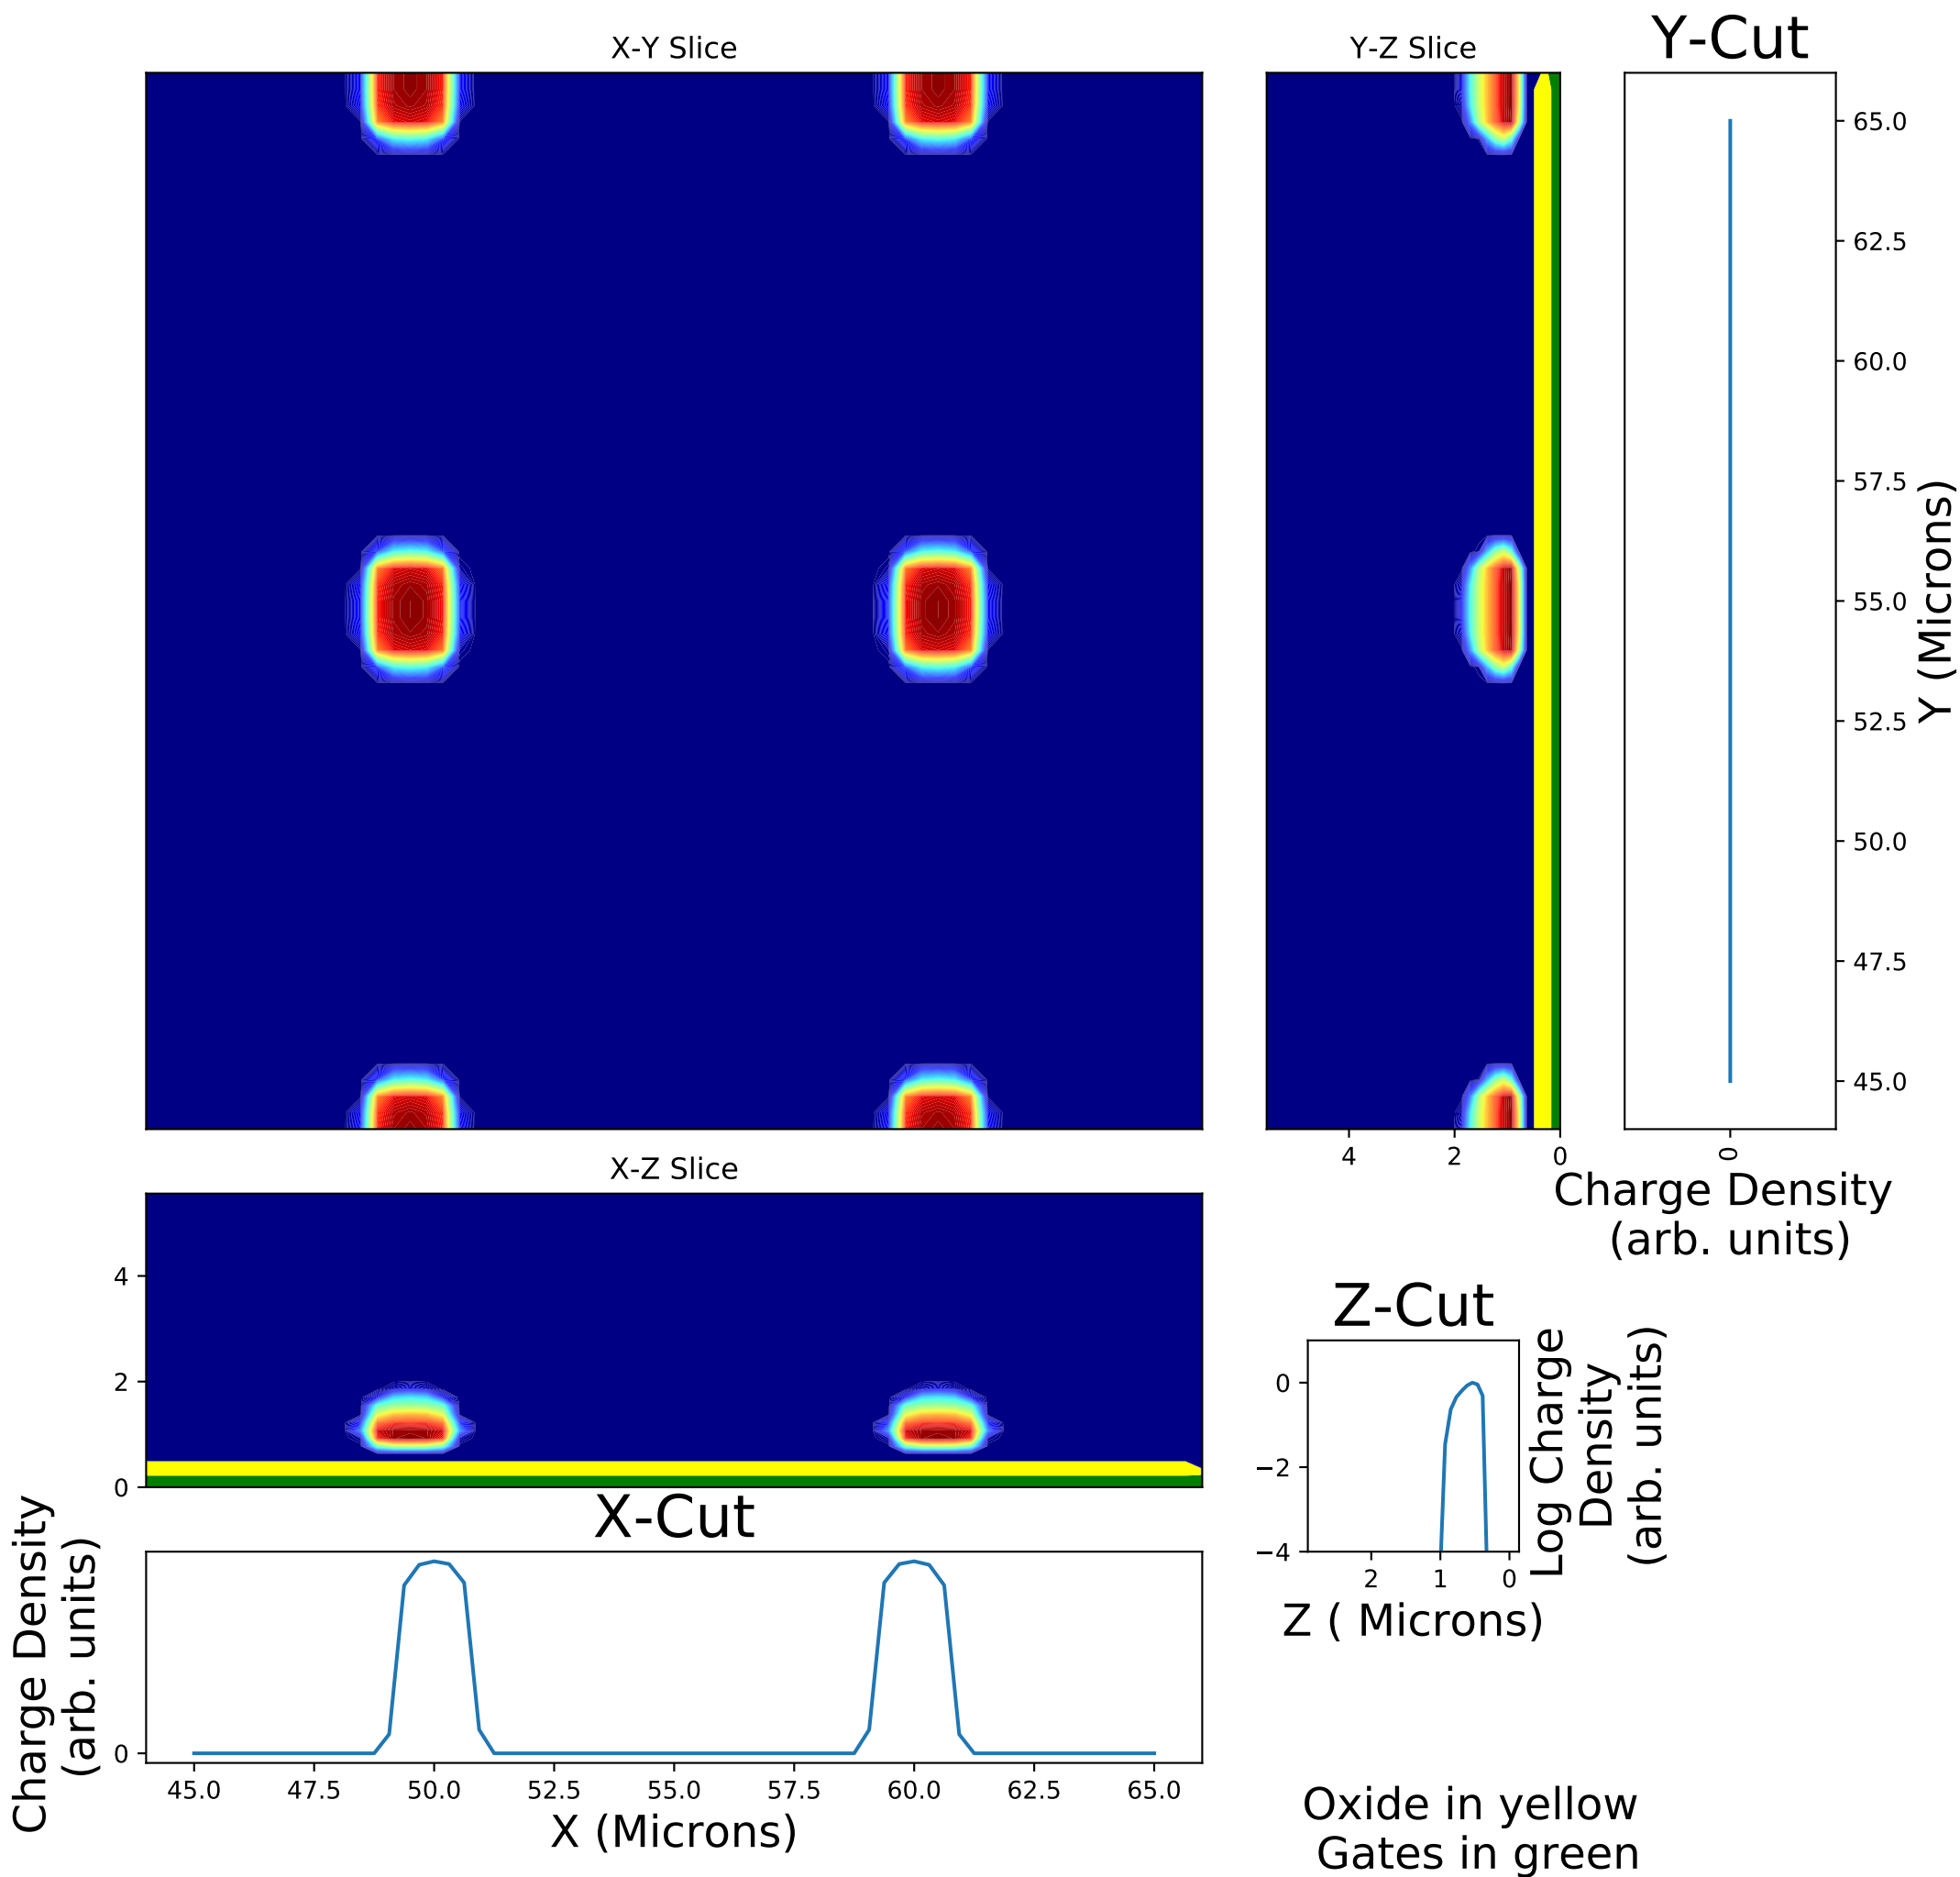 X-Y Slice
Y-Z Slice
Y-Cut
65.0
62.5
60.0
57.5
55.0
52.5
50.0
47.5
45.0
Y (Microns)
4
2
0
0
Charge Density
(arb. units)
X-Z Slice
4
2
0
Z-Cut
0
−2
−4
2
1
0
Z ( Microns)
Log Charge
Density
(arb. units)
X-Cut
Charge Density
(arb. units)
0
45.0
47.5
50.0
52.5
55.0
57.5
60.0
62.5
65.0
X (Microns)
Oxide in yellow
Gates in green